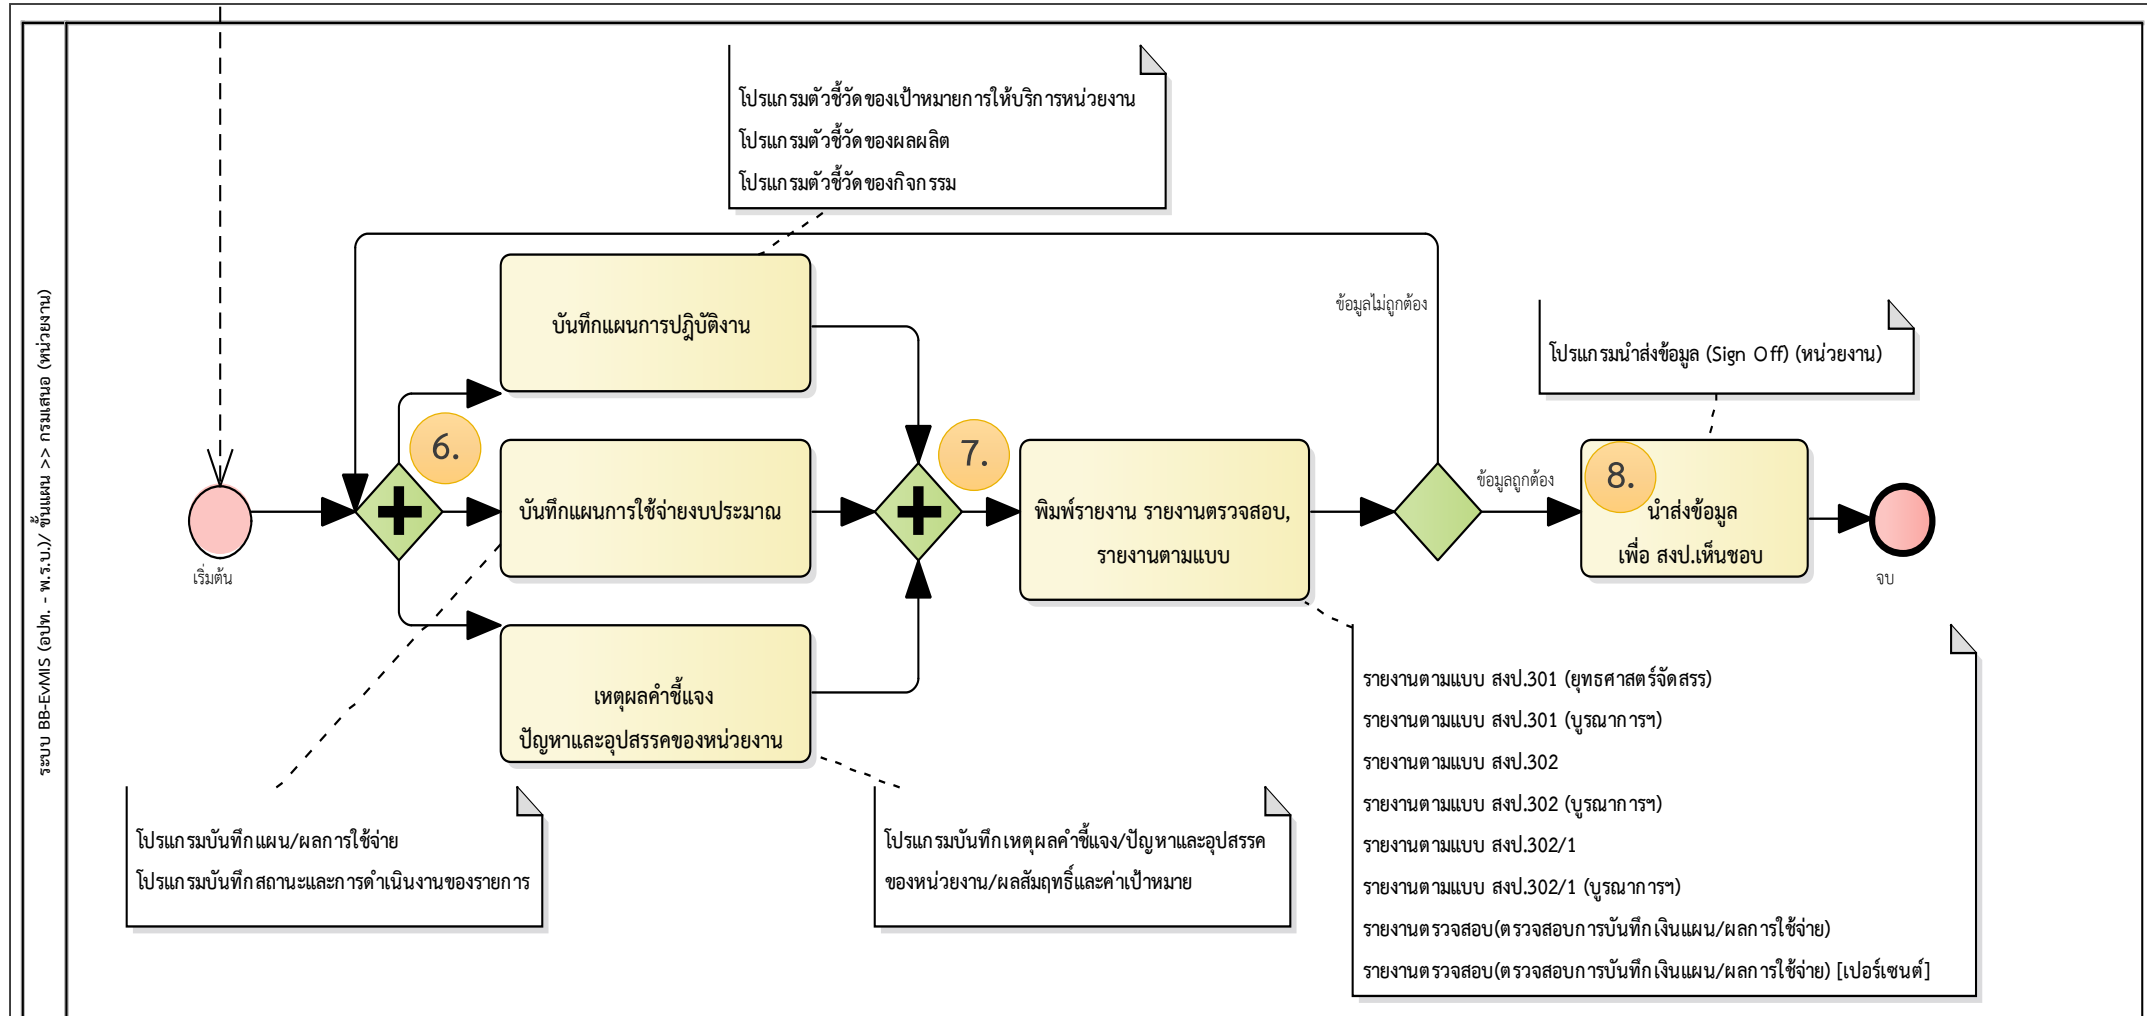 ระบบ BB-EvMIS (อปท. - พ.ร.บ.)/ ขั้นแผน >> กรมเสนอ (หน่วยงาน)
โปรแกรมตัวชี้วัดของเป้าหมายการให้บริการหน่วยงาน
โปรแกรมตัวชี้วัดของผลผลิต
โปรแกรมตัวชี้วัดของกิจกรรม
เริ่มต้น
6.
บันทึกแผนการปฎิบัติงาน
บันทึกแผนการใช้จ่ายงบประมาณ
เหตุผลคำชี้แจง
ปัญหาและอุปสรรคของหน่วยงาน
7.
พิมพ์รายงาน รายงานตรวจสอบ,
รายงานตามแบบ
ข้อมูลไม่ถูกต้อง
ข้อมูลถูกต้อง
โปรแกรมนำส่งข้อมูล (Sign Off) (หน่วยงาน)
8.
นำส่งข้อมูล
เพื่อ สงป.เห็นชอบ
จบ
โปรแกรมบันทึกแผน/ผลการใช้จ่าย
โปรแกรมบันทึกสถานะและการดำเนินงานของรายการ
โปรแกรมบันทึกเหตุผลคำชี้แจง/ปัญหาและอุปสรรค
ของหน่วยงาน/ผลสัมฤทธิ์และค่าเป้าหมาย
รายงานตามแบบ สงป.301 (ยุทธศาสตร์จัดสรร)
รายงานตามแบบ สงป.301 (บูรณาการฯ)
รายงานตามแบบ สงป.302
รายงานตามแบบ สงป.302 (บูรณาการฯ)
รายงานตามแบบ สงป.302/1
รายงานตามแบบ สงป.302/1 (บูรณาการฯ)
รายงานตรวจสอบ(ตรวจสอบการบันทึกเงินแผน/ผลการใช้จ่าย)
รายงานตรวจสอบ(ตรวจสอบการบันทึกเงินแผน/ผลการใช้จ่าย) [เปอร์เซนต์]